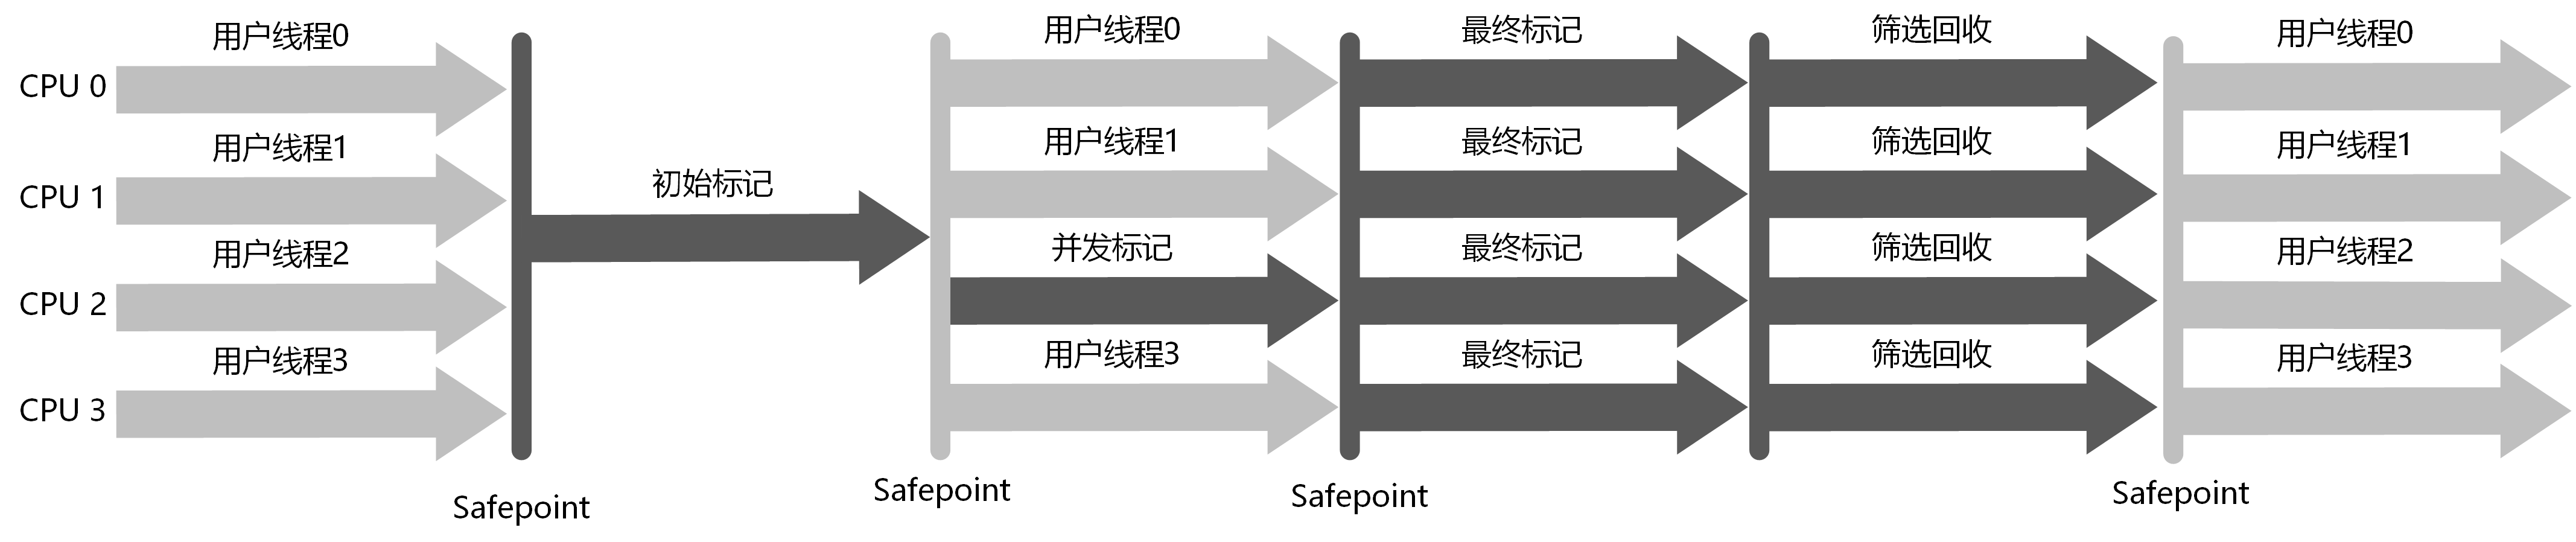 用户线程0
用户线程0
最终标记
筛选回收
用户线程0
CPU 0
用户线程1
用户线程1
最终标记
筛选回收
用户线程1
CPU 1
初始标记
用户线程2
并发标记
最终标记
筛选回收
用户线程2
CPU 2
用户线程3
用户线程3
最终标记
筛选回收
用户线程3
CPU 3
Safepoint
Safepoint
Safepoint
Safepoint